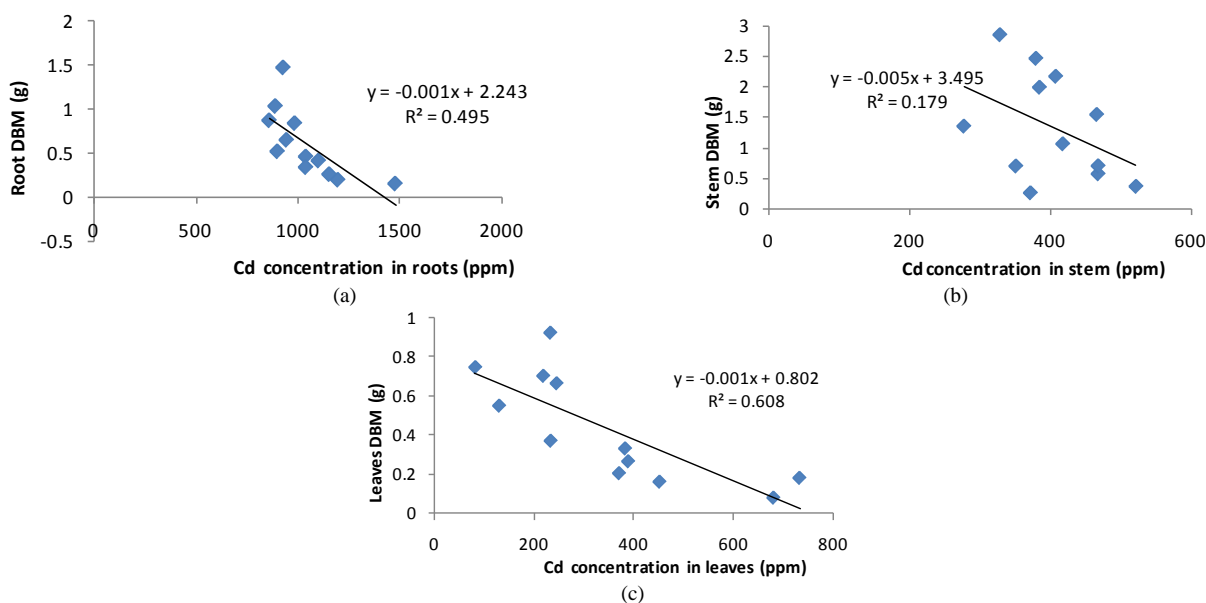 2
1.5
1
0.5
0
-0.5
Root DBM (g)
y = -0.001x + 2.243
R² = 0.495
0 500 1000 1500 2000
Cd concentration in roots (ppm)
(a)
3
2.5
2
1.5
1
0.5
0
Stem DBM (g)
y = -0.005x + 3.495
R² = 0.179
0 200 400 600
Cd concentration in stem (ppm)
(b)
1
0.8
0.6
0.4
0.2
0
Leaves DBM (g)
y = -0.001x + 0.802
R² = 0.608
0 200 400 600 800
Cd concentration in leaves (ppm)
(c)